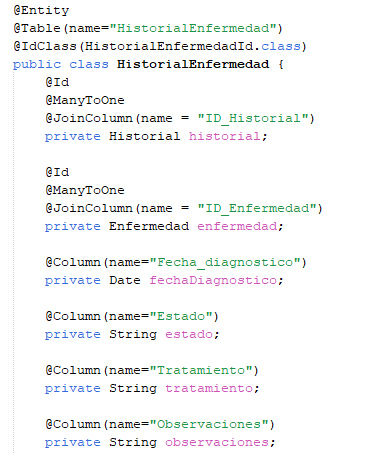 @Entity
@Table(name="HistorialEnfermedad")
@IdClass(HistorialEnfermedadId.class)
public class HistorialEnfermedad {
@Id
@ManyToOne
@JoinColumn(name = "ID_Historial")
private Historial historial;
@Id
@ManyToOne
@JoinColumn(name = "ID_Enfermedad")
private Enfermedad enfermedad;
@Column(name="Fecha_diagnostico")
private Date fechaDiagnostico;
@Column(name="Estado")
private String estado;
@Column(name="Tratamiento")
private String tratamiento;
@Column(name="Observaciones")
private String observaciones;